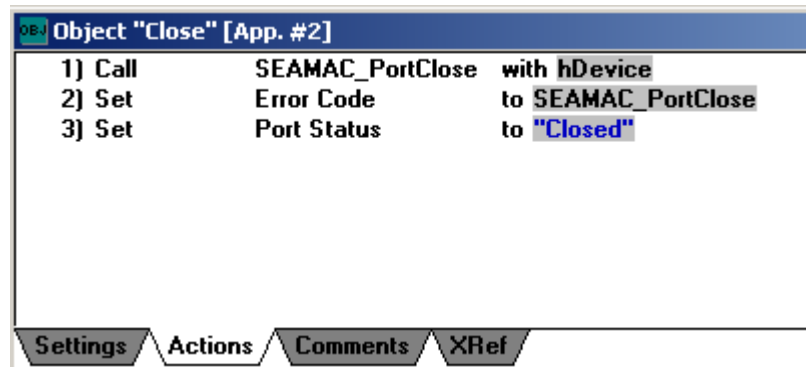 OBJ Object "Close" [App. #2]
1) Call SEAMAC_PortClose with hDevice
2) Set Error Code to SEAMAC_PortClose
3) Set Port Status to "Closed"
Settings Actions Comments XRef